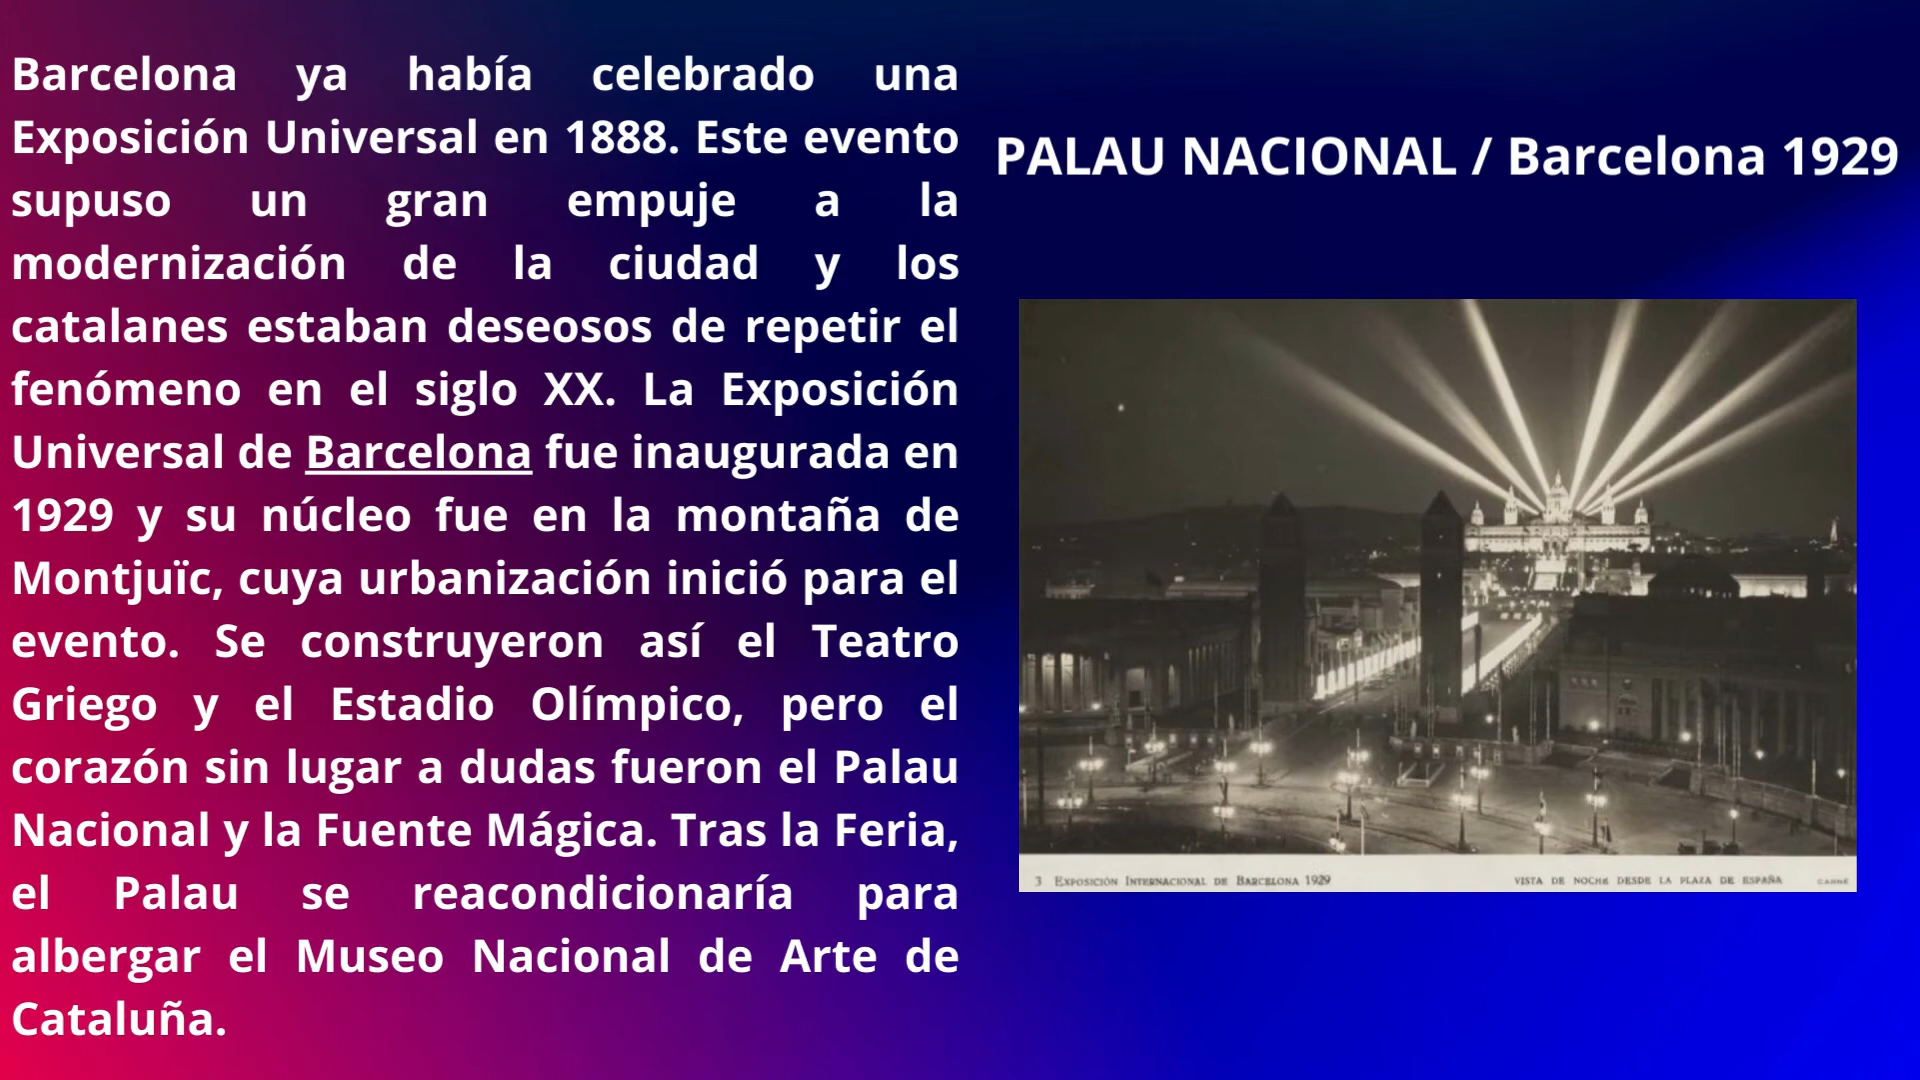 Barcelona ya había celebrado una
Exposición Universal en 1888. Este evento
supuso un gran empuje a la
modernización de la ciudad y los
catalanes estaban deseosos de repetir el
fenómeno en el siglo XX. La Exposición
Universal de Barcelona fue inaugurada en
1929 y su núcleo fue en la montaña de
Montjuïc, cuya urbanización inició para el
evento. Se construyeron así el Teatro
Griego y el Estadio Olímpico, pero el
corazón sin lugar a dudas fueron el Palau
Nacional y la Fuente Mágica. Tras la Feria,
el Palau se reacondicionaría para
albergar el Museo Nacional de Arte de
Cataluña.
PALAU NACIONAL / Barcelona 1929
3 EXPOSICIÓN INTERNACIONAL DE BARCELONA 1929
VISTA DE NOCHE DESDE LA PLAZA DE ESPAÑA